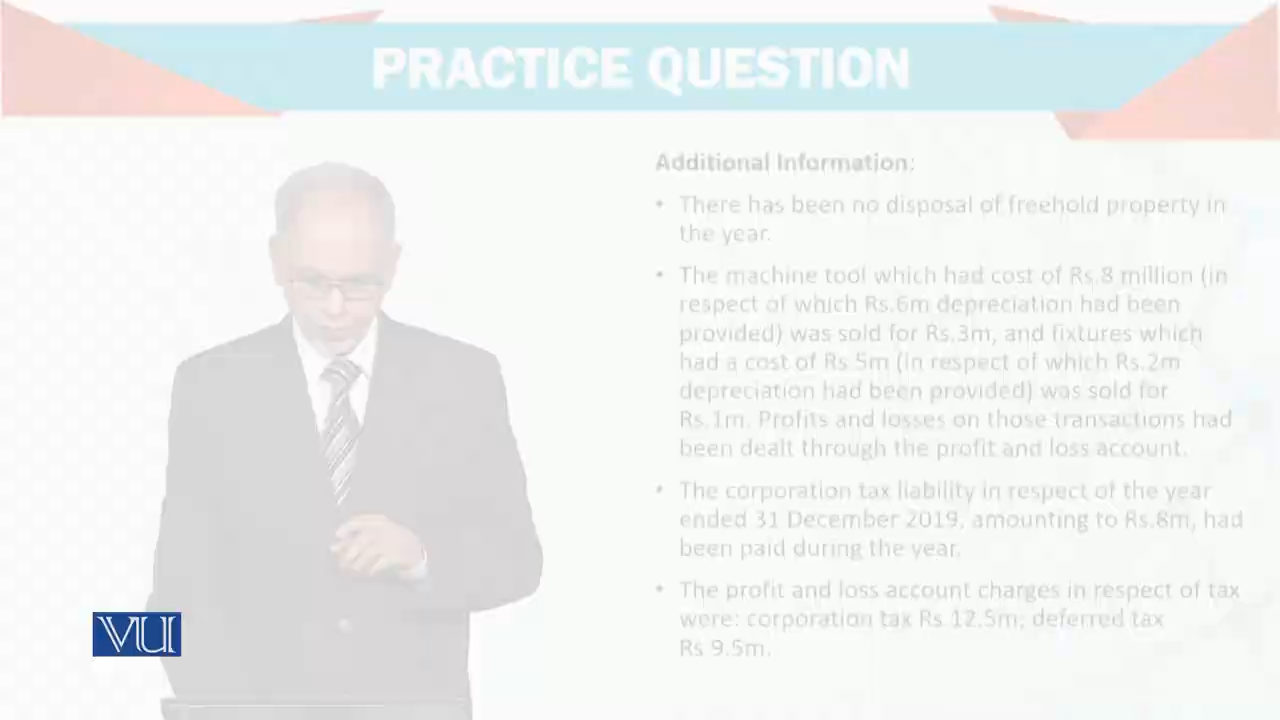 PRACTICE QUESTION
Additional Information:
• There has been no disposal of freehold property in
the year.
• The machine tool which had cost of Rs.8 million (in
respect of which Rs.6m depreciation had been
provided) was sold for Rs.3m, and fixtures which
had a cost of Rs.5m (in respect of which Rs.2m
depreciation had been provided) was sold for
Rs.1m. Profits and losses on those transactions had
been dealt through the profit and loss account.
• The corporation tax liability in respect of the year
ended 31 December 2019, amounting to Rs.8m, had
been paid during the year.
• The profit and loss account charges in respect of tax
were: corporation tax Rs.12.5m; deferred tax
Rs 9.5m.
VU